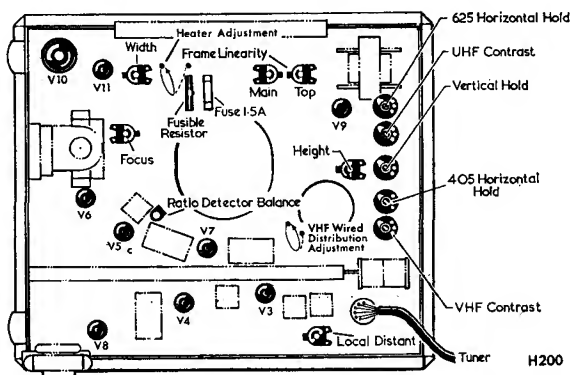 625 Horizontal Hold
Heater Adjustment
Width
Frame Linearity
UHF Contrast
V10
V11
Main
Top
Vertical Hold
Fusible
Resistor
Fuse 1·5A
V9
Focus
Height
405 Horizontal
Hold
V6
Ratio Detector Balance
V5
c
V7
VHF Wired
Distribution
Adjustment
V4
V3
VHF Contrast
V8
Local Distant
Tuner
H200